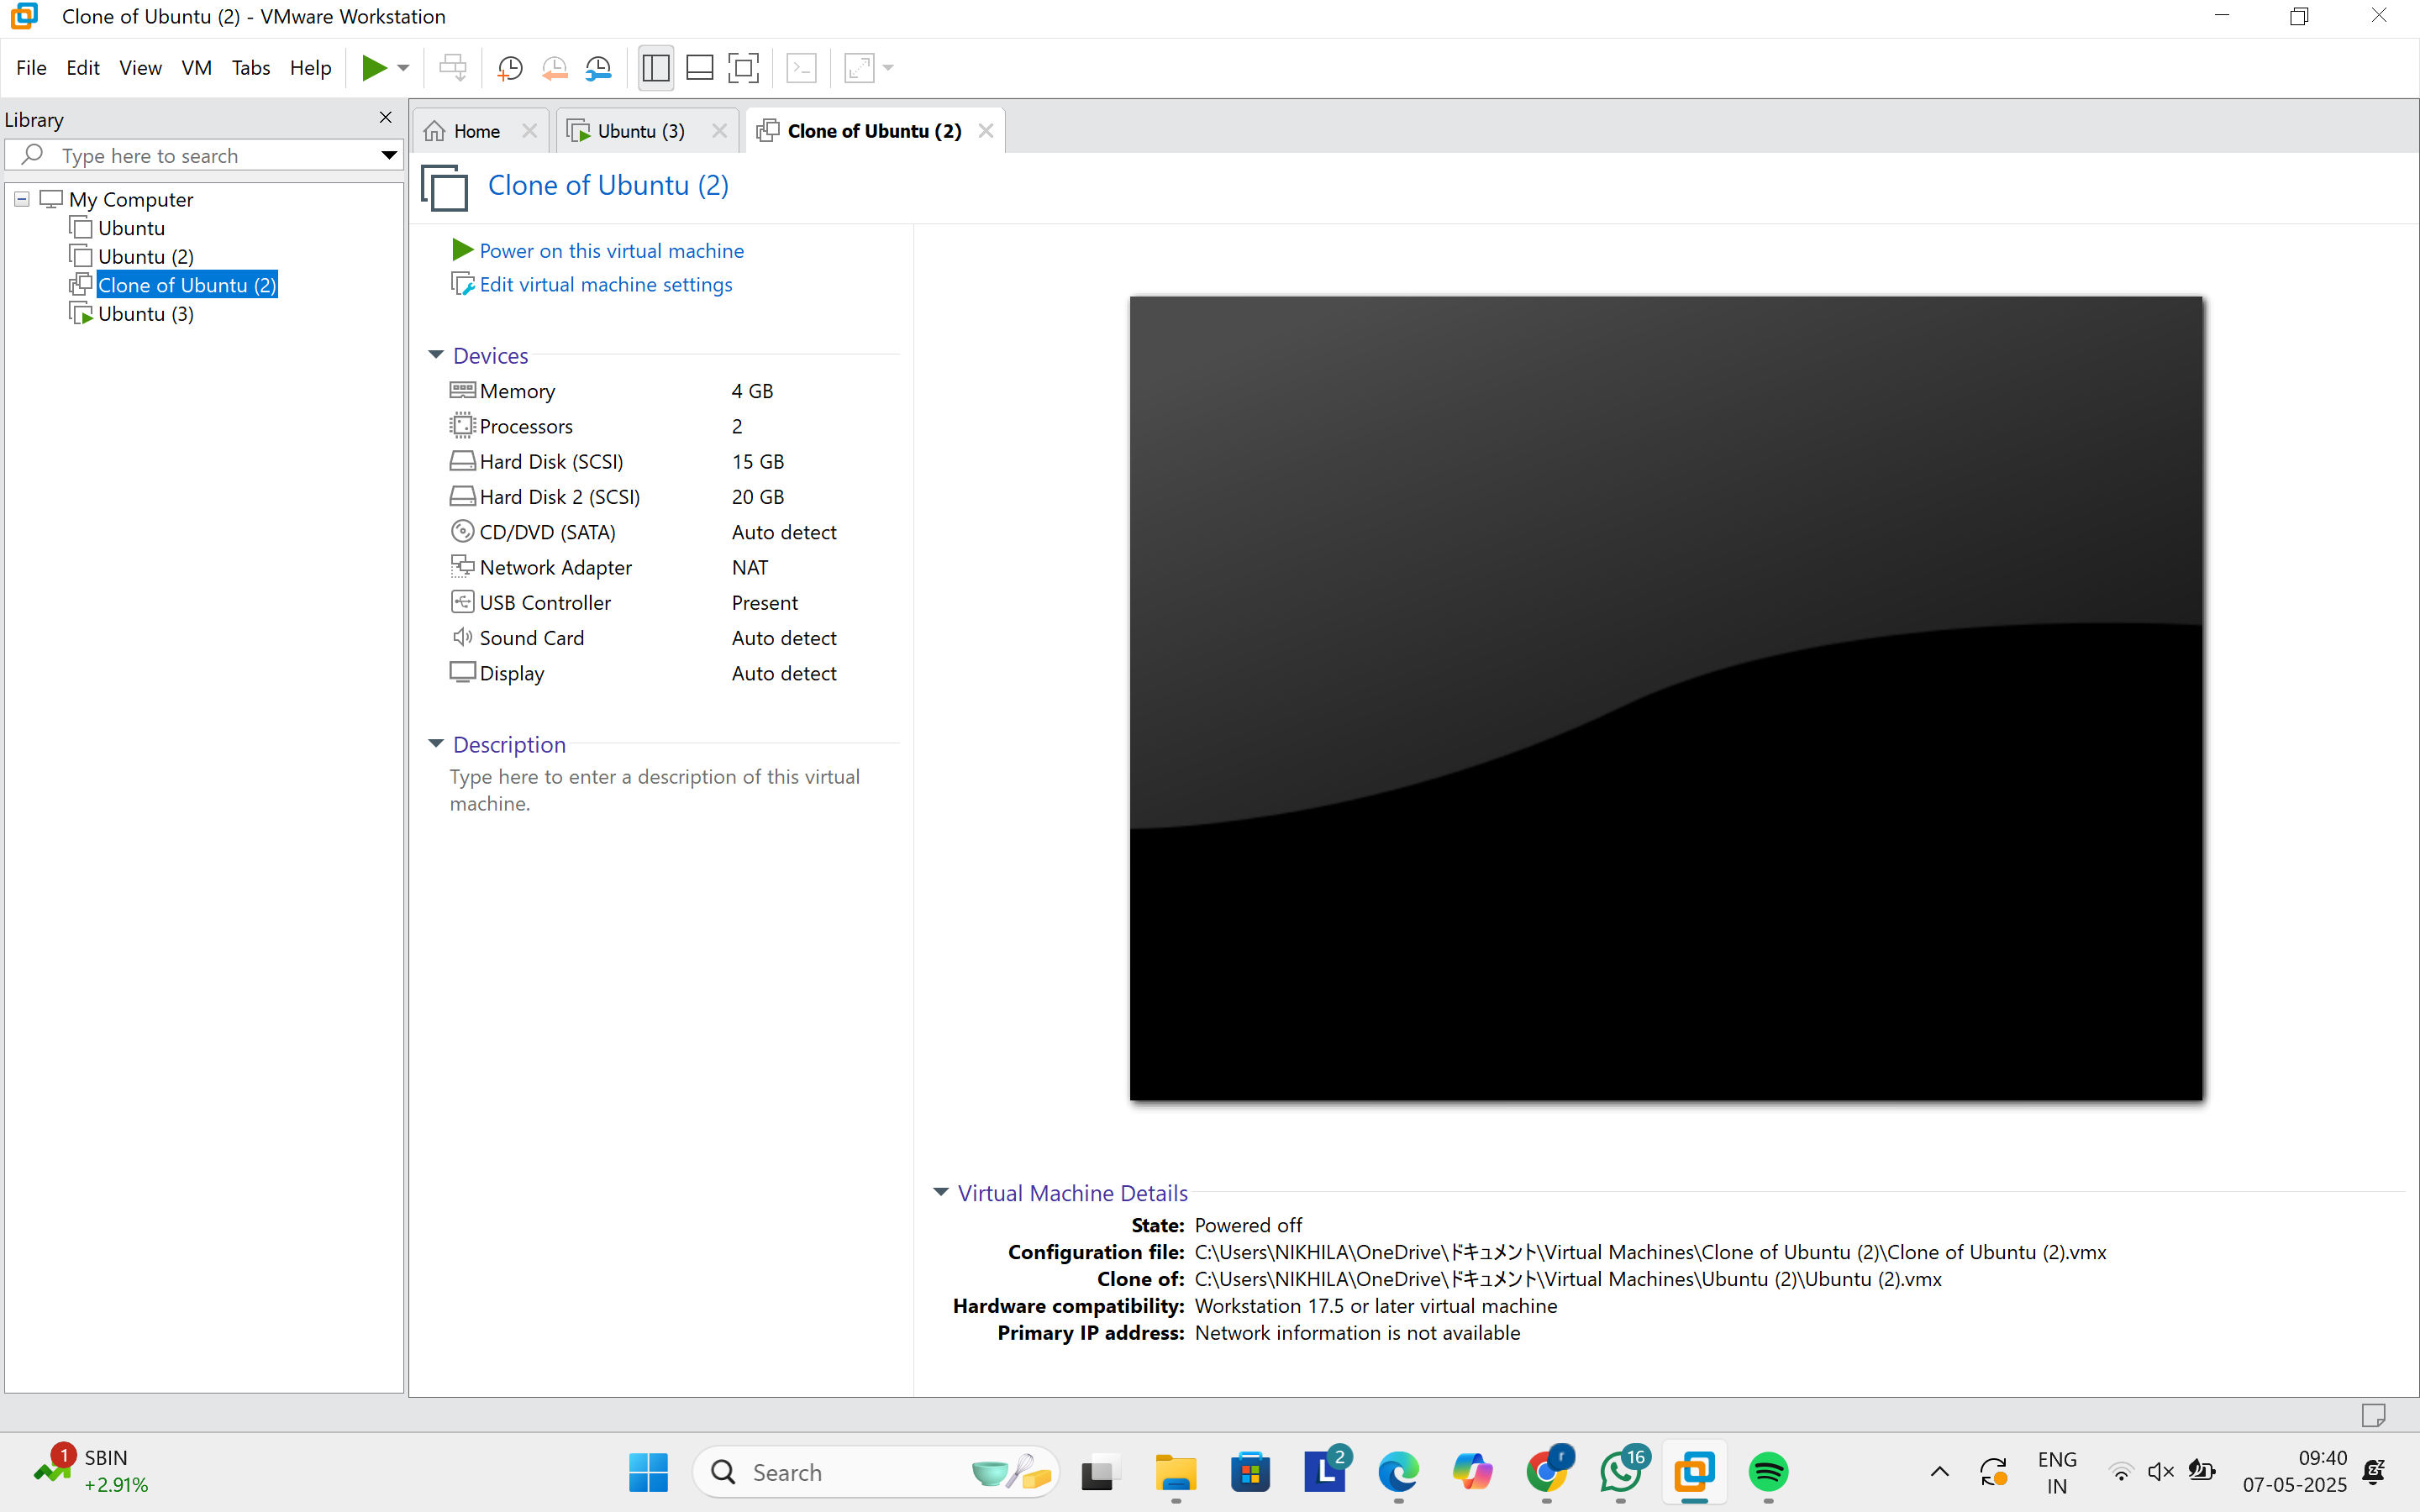 Clone of Ubuntu (2) - VMware Workstation
File Edit View VM Tabs Help
Library
Type here to search
My Computer
Ubuntu
Ubuntu (2)
Clone of Ubuntu (2)
Ubuntu (3)
Home
Ubuntu (3)
Clone of Ubuntu (2)
Clone of Ubuntu (2)
Power on this virtual machine
Edit virtual machine settings
Devices
Memory 4 GB
Processors 2
Hard Disk (SCSI) 15 GB
Hard Disk 2 (SCSI) 20 GB
CD/DVD (SATA) Auto detect
Network Adapter NAT
USB Controller Present
Sound Card Auto detect
Display Auto detect
Description
Type here to enter a description of this virtual
machine.
Virtual Machine Details
State: Powered off
Configuration file: C:\Users\NIKHILA\OneDrive\ドキュメント\Virtual Machines\Clone of Ubuntu (2)\Clone of Ubuntu (2).vmx
Clone of: C:\Users\NIKHILA\OneDrive\ドキュメント\Virtual Machines\Ubuntu (2)\Ubuntu (2).vmx
Hardware compatibility: Workstation 17.5 or later virtual machine
Primary IP address: Network information is not available
1
SBIN
+2.91%
Search
L 2
r
16
ENG
IN
09:40
07-05-2025